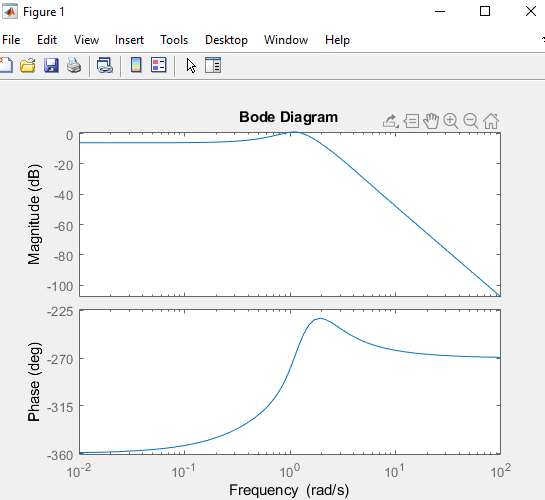 Figure 1
File Edit View Insert Tools Desktop Window Help
Bode Diagram
Magnitude (dB)
0
-20
-40
-60
-80
-100
Phase (deg)
-225
-270
-315
-360
10^-2 10^-1 10^0 10^1 10^2
Frequency (rad/s)